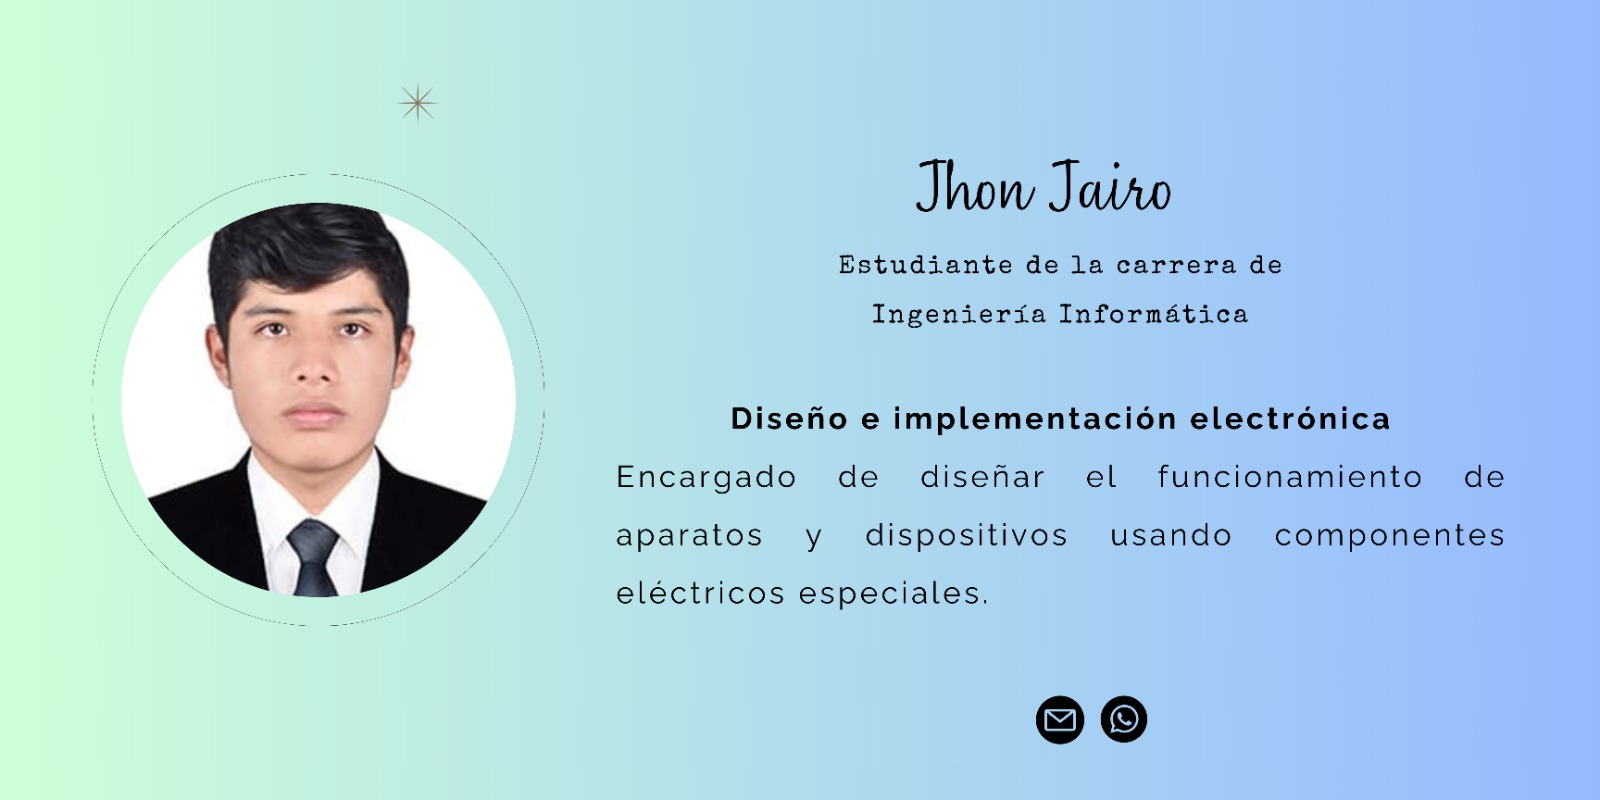 Jhon Jairo
Estudiante de la carrera de
Ingeniería Informática
Diseño e implementación electrónica
Encargado de diseñar el funcionamiento de
aparatos y dispositivos usando componentes
eléctricos especiales.